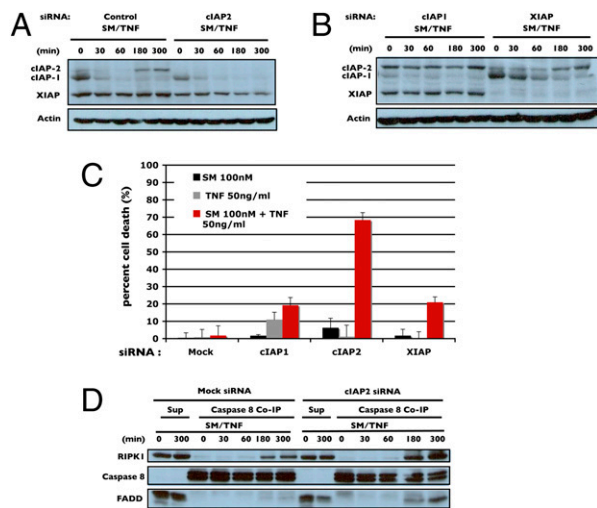 A
siRNA: Control cIAP2
SM/TNF SM/TNF
(min) 0 30 60 180 300 0 30 60 180 300
cIAP-2
cIAP-1
XIAP
Actin
B
siRNA: cIAP1 XIAP
SM/TNF SM/TNF
(min) 0 30 60 180 300 0 30 60 180 300
cIAP-2
cIAP-1
XIAP
Actin
C
percent cell death (%)
100
90
80
70
60
50
40
30
20
10
0
SM 100nM
TNF 50ng/ml
SM 100nM + TNF
50ng/ml
siRNA : Mock cIAP1 cIAP2 XIAP
D
Mock siRNA cIAP2 siRNA
Sup Caspase 8 Co-IP Sup Caspase 8 Co-IP
SM/TNF SM/TNF
(min) 0 300 0 30 60 180 300 0 300 0 30 60 180 300
RIPK1
Caspase 8
FADD